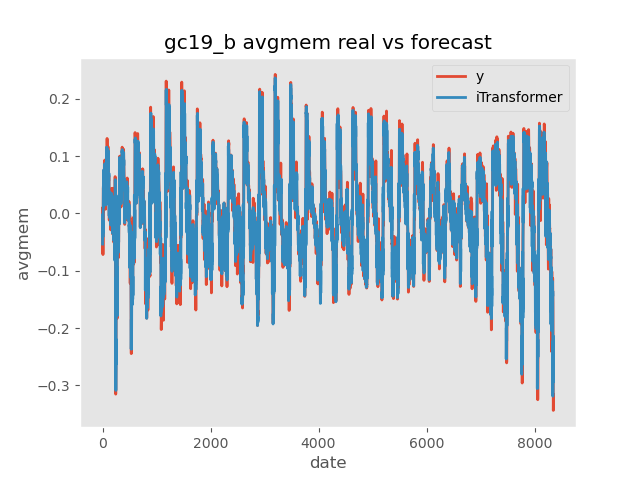 gc19_b avgmem real vs forecast
y
iTransformer
0.2
0.1
0.0
−0.1
−0.2
−0.3
avgmem
0
2000
4000
6000
8000
date